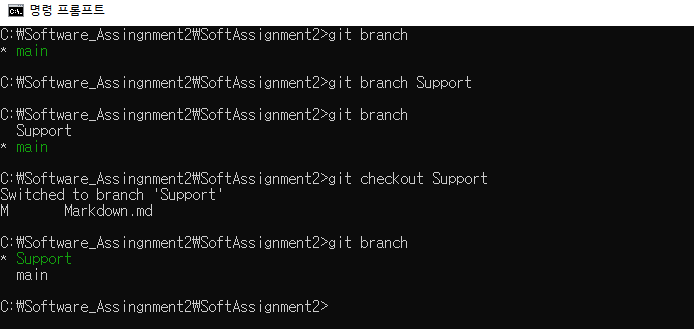 명령 프롬프트
C:₩Software_Assingnment2₩SoftAssignment2>git branch
* main
C:₩Software_Assingnment2₩SoftAssignment2>git branch Support
C:₩Software_Assingnment2₩SoftAssignment2>git branch
Support
* main
C:₩Software_Assingnment2₩SoftAssignment2>git checkout Support
Switched to branch 'Support'
M Markdown.md
C:₩Software_Assingnment2₩SoftAssignment2>git branch
* Support
main
C:₩Software_Assingnment2₩SoftAssignment2>